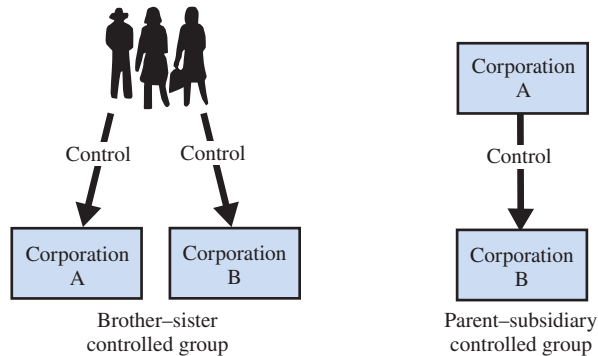 Control
Control
Corporation
A
Corporation
B
Brother–sister
controlled group
Corporation
A
Control
Corporation
B
Parent–subsidiary
controlled group